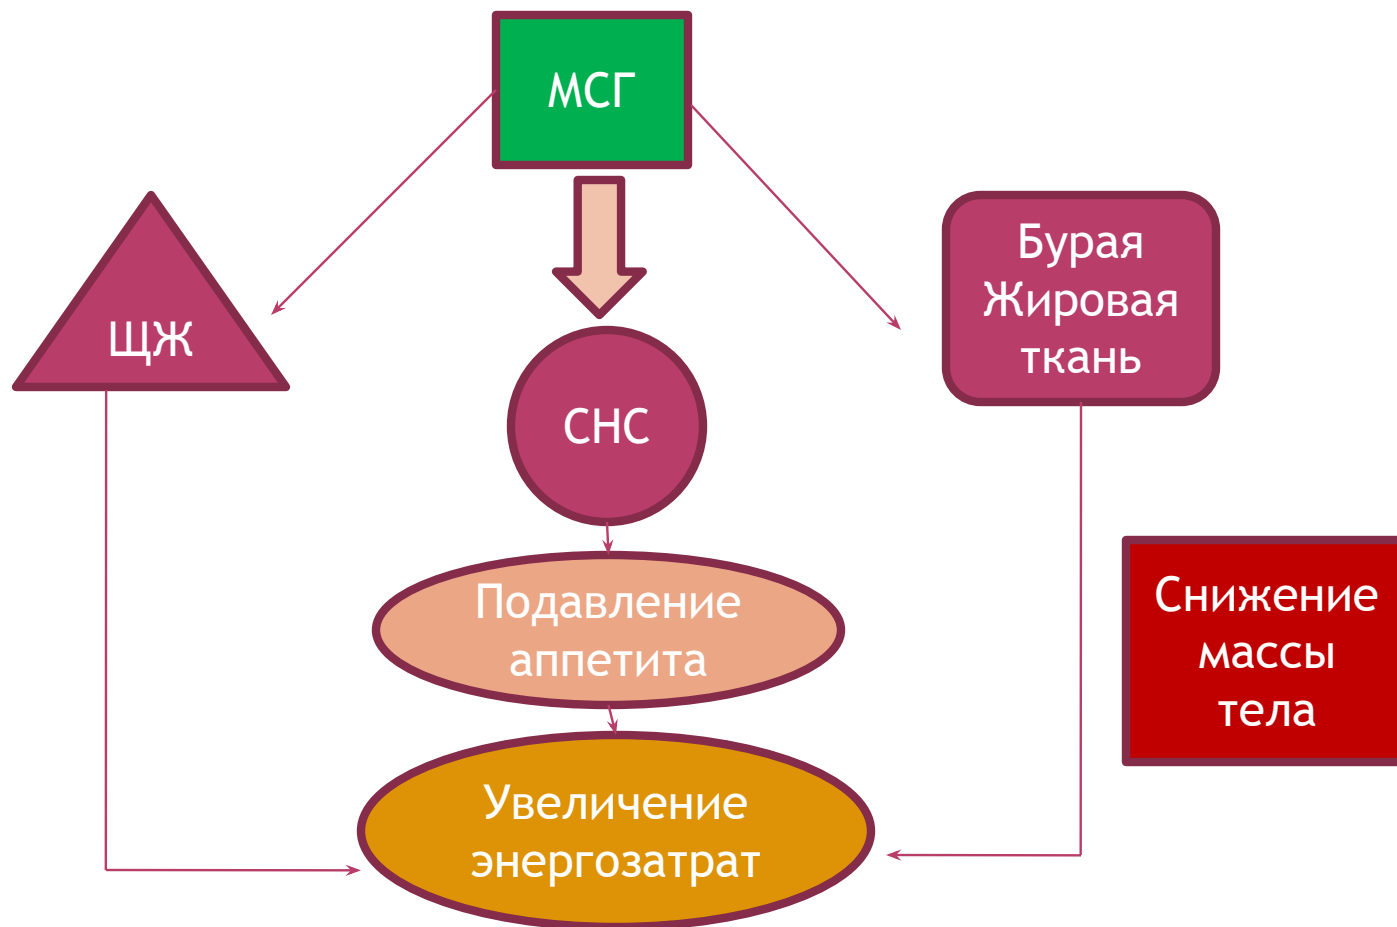 МСГ
ЩЖ
Бурая
Жировая
ткань
СНС
Подавление
аппетита
Снижение
массы
тела
Увеличение
энергозатрат